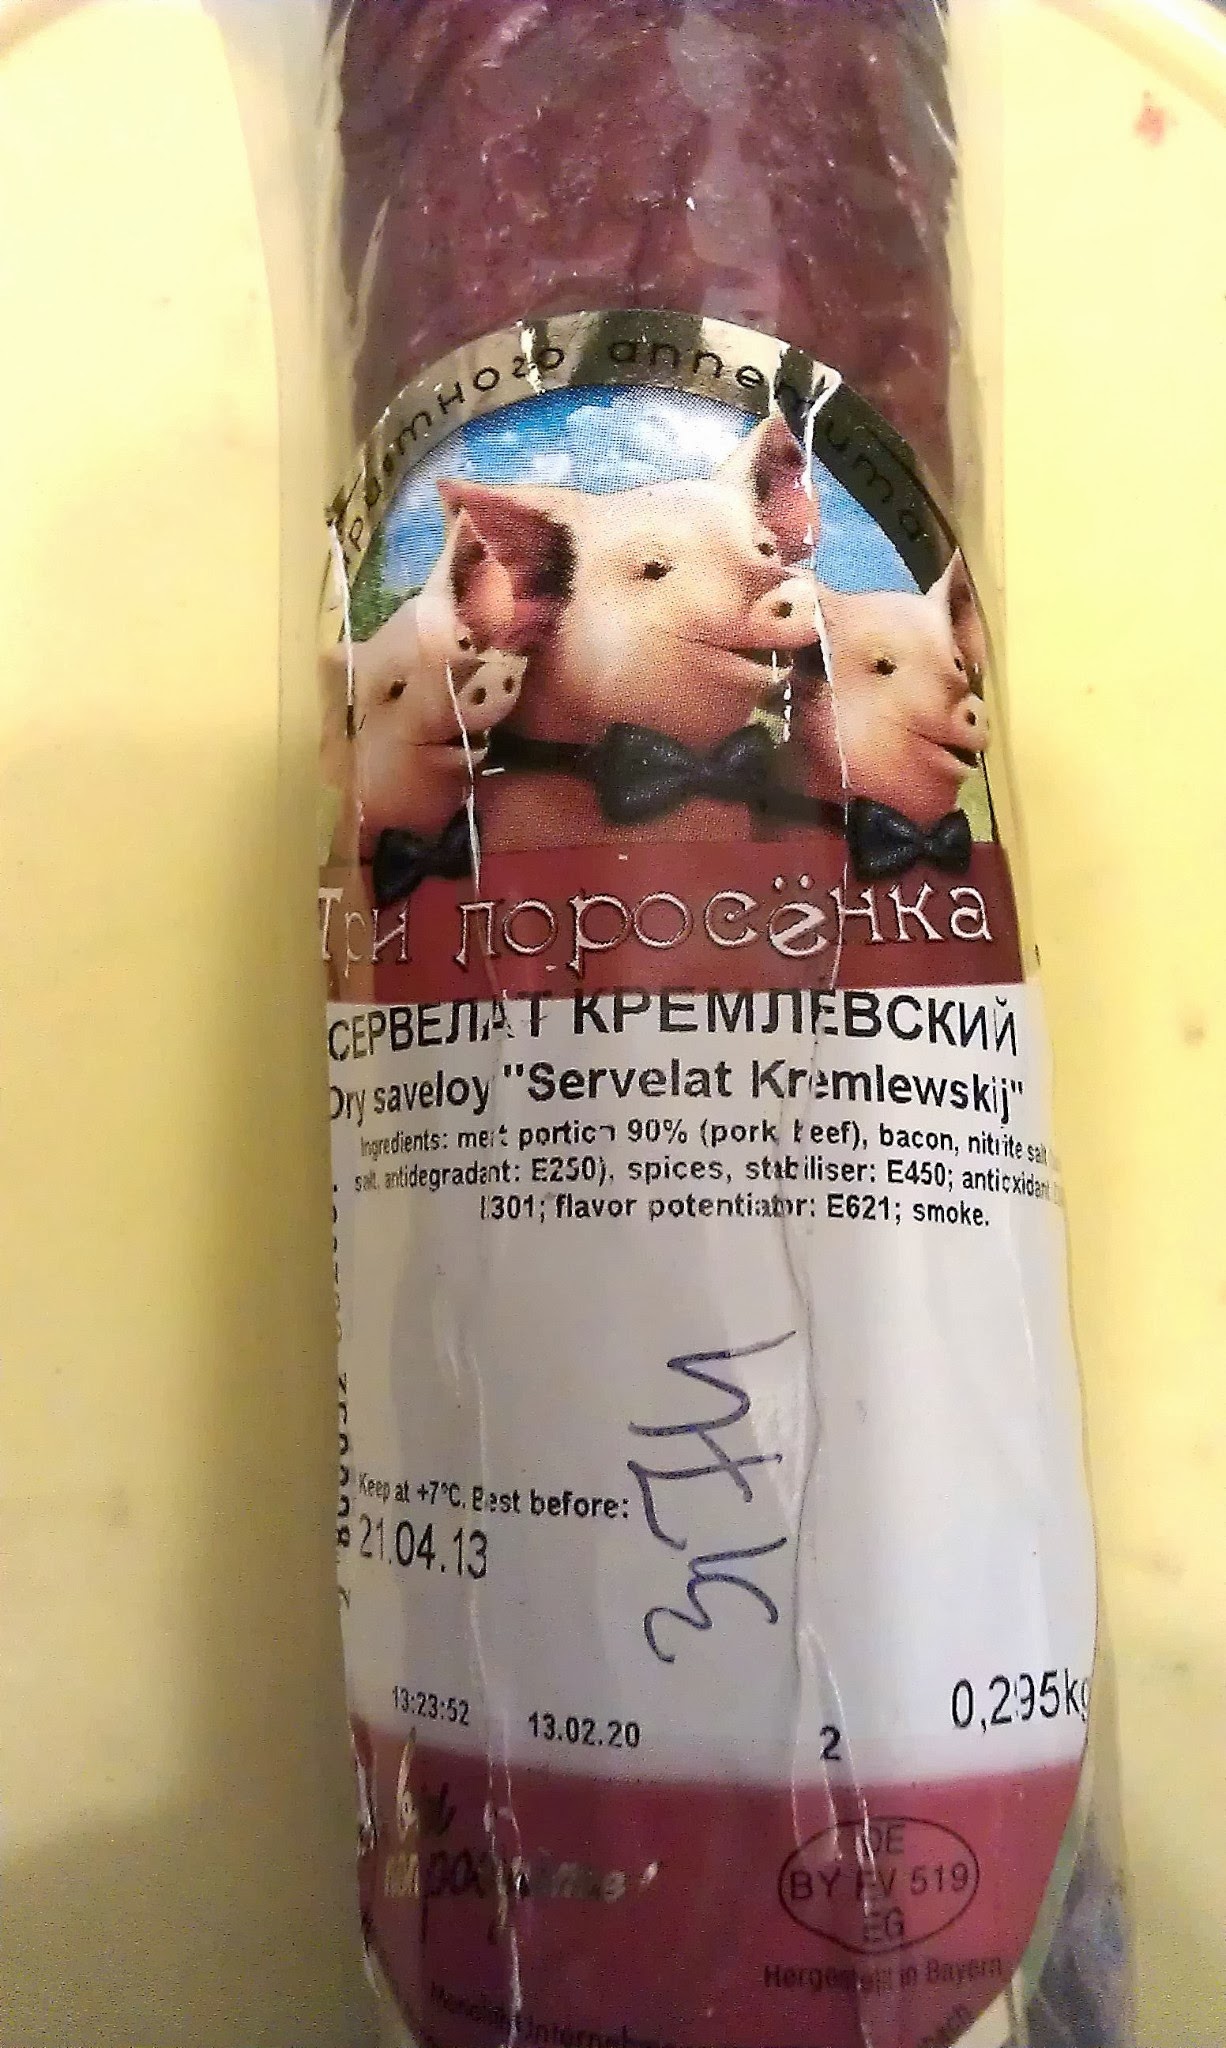 Приятного аппетита
Три поросёнка
СЕРВЕЛАТ КРЕМЛЕВСКИЙ
Dry saveloy "Servelat Kremlewskij"
Ingredients: meat portion 90% (pork, beef), bacon, nitrite salt
salt, antidegradant: E250), spices, stabiliser: E450; antioxidant
E301; flavor potentiator: E621; smoke.
Keep at +7°C. Best before:
21.04.13
13:23:52 13.02.20 2 0,295kg
DE
BY EV 519
EG
Hergestellt in Bayern